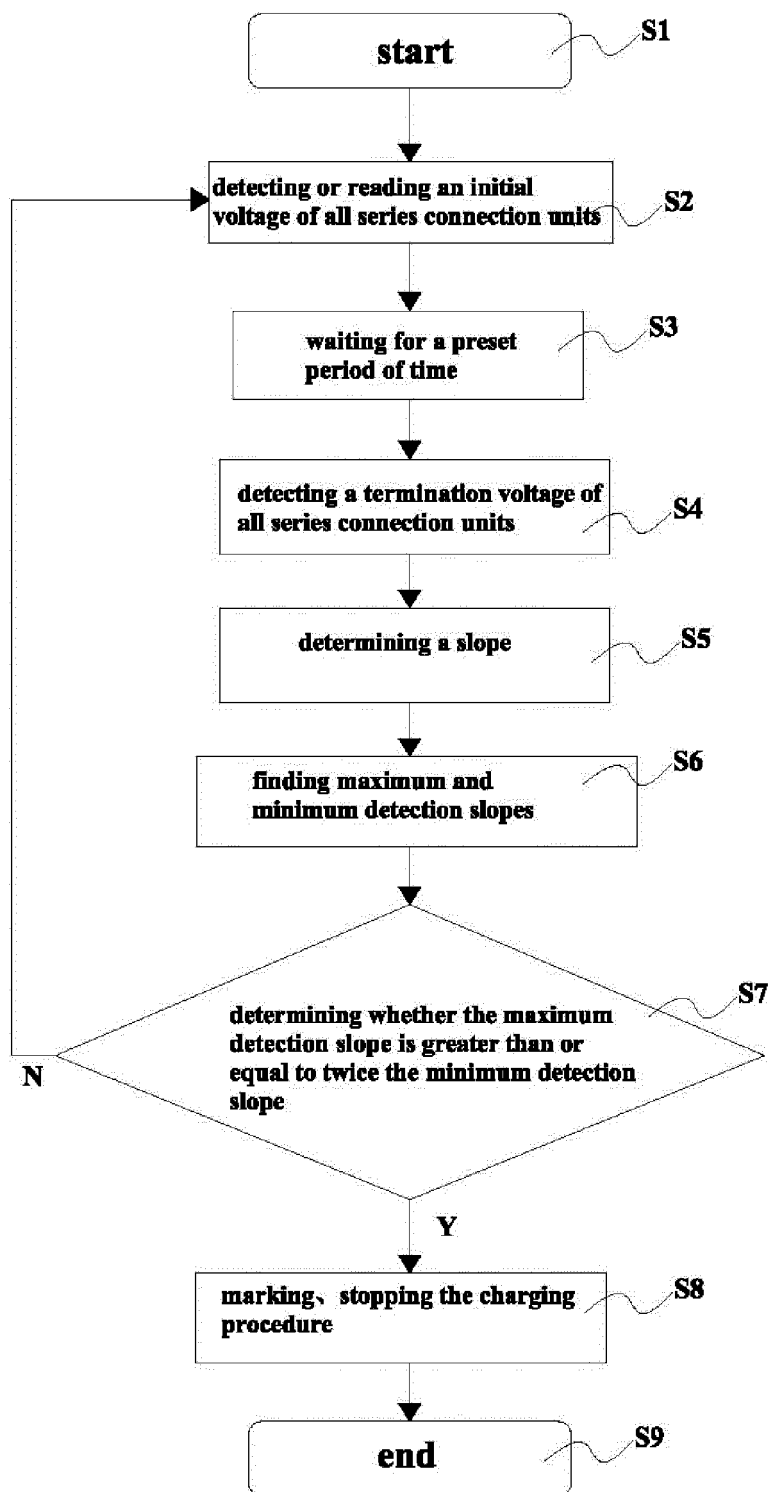 start
S1
detecting or reading an initial
voltage of all series connection units
S2
waiting for a preset
period of time
S3
detecting a termination voltage of
all series connection units
S4
determining a slope
S5
finding maximum and
minimum detection slopes
S6
determining whether the maximum
detection slope is greater than or
equal to twice the minimum detection
slope
S7
N
Y
marking、stopping the charging
procedure
S8
end
S9